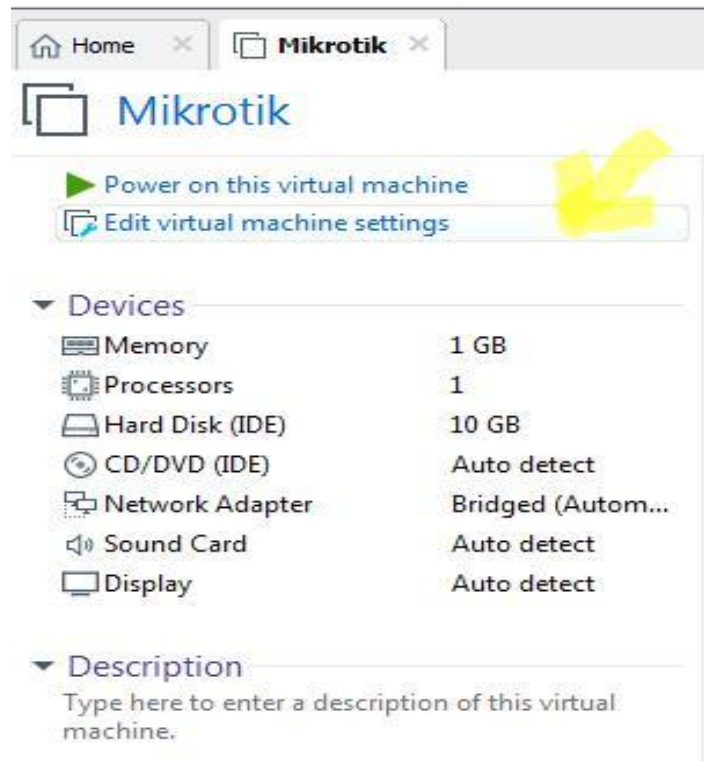 Home Mikrotik
Mikrotik
Power on this virtual machine
Edit virtual machine settings
Devices
Memory 1 GB
Processors 1
Hard Disk (IDE) 10 GB
CD/DVD (IDE) Auto detect
Network Adapter Bridged (Autom...
Sound Card Auto detect
Display Auto detect
Description
Type here to enter a description of this virtual
machine.